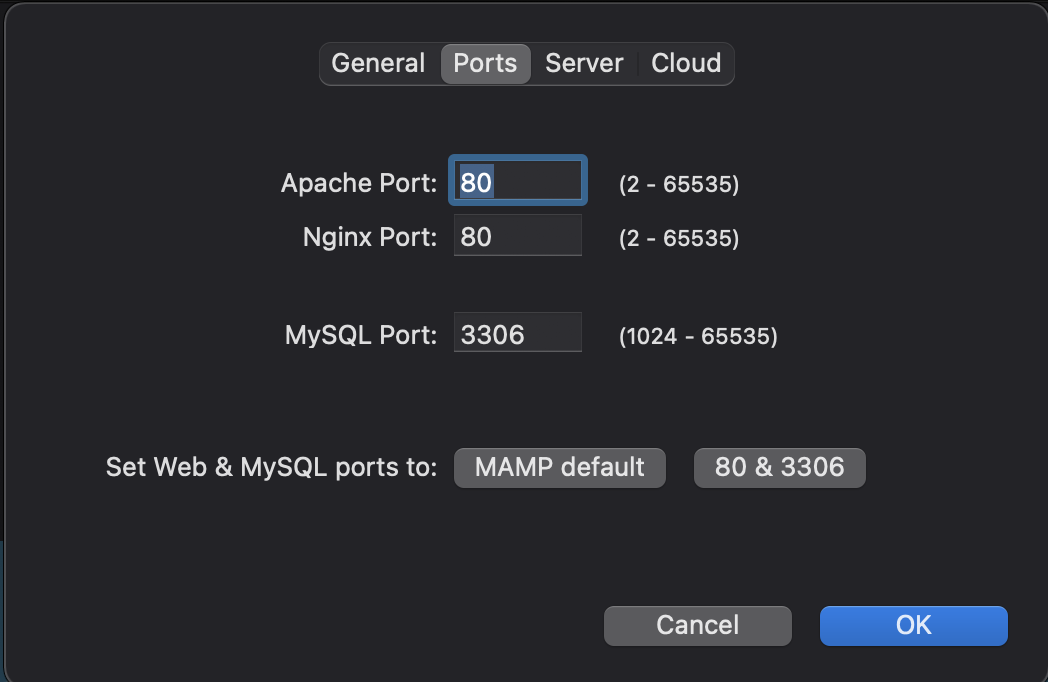 General Ports Server Cloud
Apache Port: 80 (2 - 65535)
Nginx Port: 80 (2 - 65535)
MySQL Port: 3306 (1024 - 65535)
Set Web & MySQL ports to: MAMP default 80 & 3306
Cancel OK